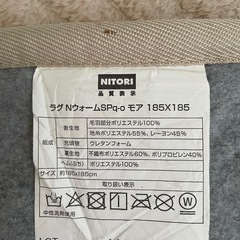 NITORI
品質表示
ラグ NウォームSPq-o モア 185X185
組成
表生地
毛羽部分ポリエステル100%
地糸ポリエステル55%、レーヨン45%
充填物
ウレタンフォーム
裏生地
不織布ポリエステル60%、ポリプロピレン40%
へム(ふち)
ポリエステル100%
サイズ
約185x185cm
取り扱い表示
中性洗剤使用